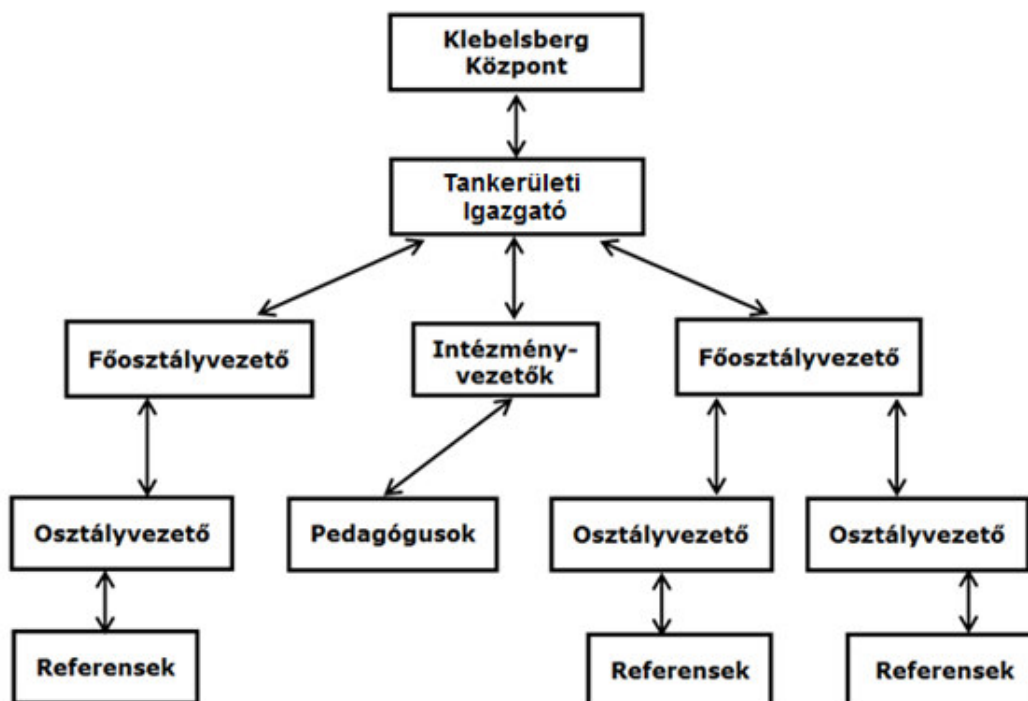 Klebelsberg
Központ
Tankerületi
Igazgató
Főosztályvezető
Intézmény-
vezetők
Főosztályvezető
Osztályvezető
Pedagógusok
Osztályvezető
Osztályvezető
Referensek
Referensek
Referensek